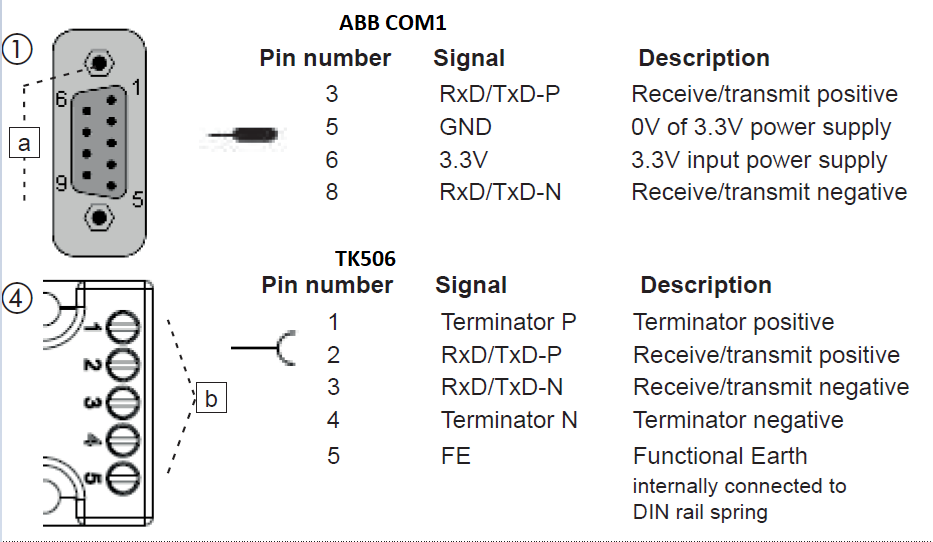 ABB COM1
1
Pin number Signal Description
3 RxD/TxD-P Receive/transmit positive
5 GND 0V of 3.3V power supply
6 3.3V 3.3V input power supply
8 RxD/TxD-N Receive/transmit negative
6 1
a
9 5
TK506
4
Pin number Signal Description
1 Terminator P Terminator positive
2 RxD/TxD-P Receive/transmit positive
3 RxD/TxD-N Receive/transmit negative
4 Terminator N Terminator negative
5 FE Functional Earth
internally connected to
DIN rail spring
1
2
3
4
5
b